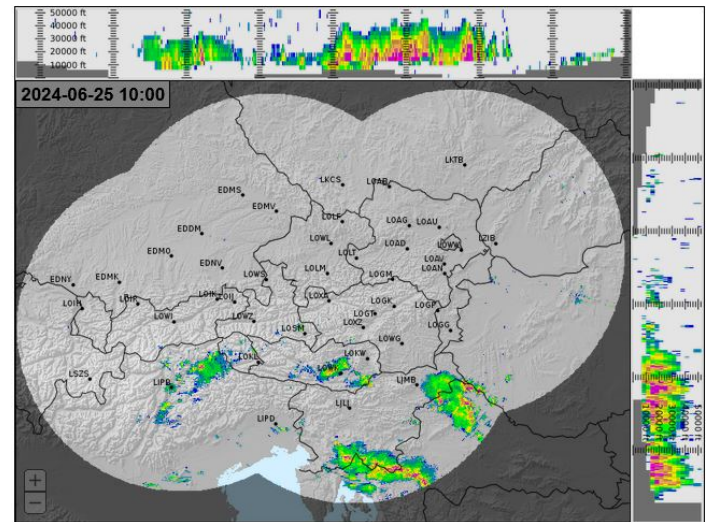 50000 ft
40000 ft
30000 ft
20000 ft
10000 ft
2024-06-25 10:00
LKTB
LKCS
LOAB
EDMS
EDMV
LOLF
LOAG
LOAU
EDDM
LOWL
LOAD
LOWW
LZIB
EDMO
LOLT
LOAV
EDNV
LOWS
LOLM
LOGM
LOAN
EDNY
EDMK
LOIH
LOIR
LOIK
LOIJ
LOXA
LOGK
LOGP
LOWI
LOWZ
LOGT
LOXZ
LOSM
LOWG
LOGG
LOKL
LOWK
LOKW
LSZS
LIPB
LJMB
LJLJ
LIPD
+
−